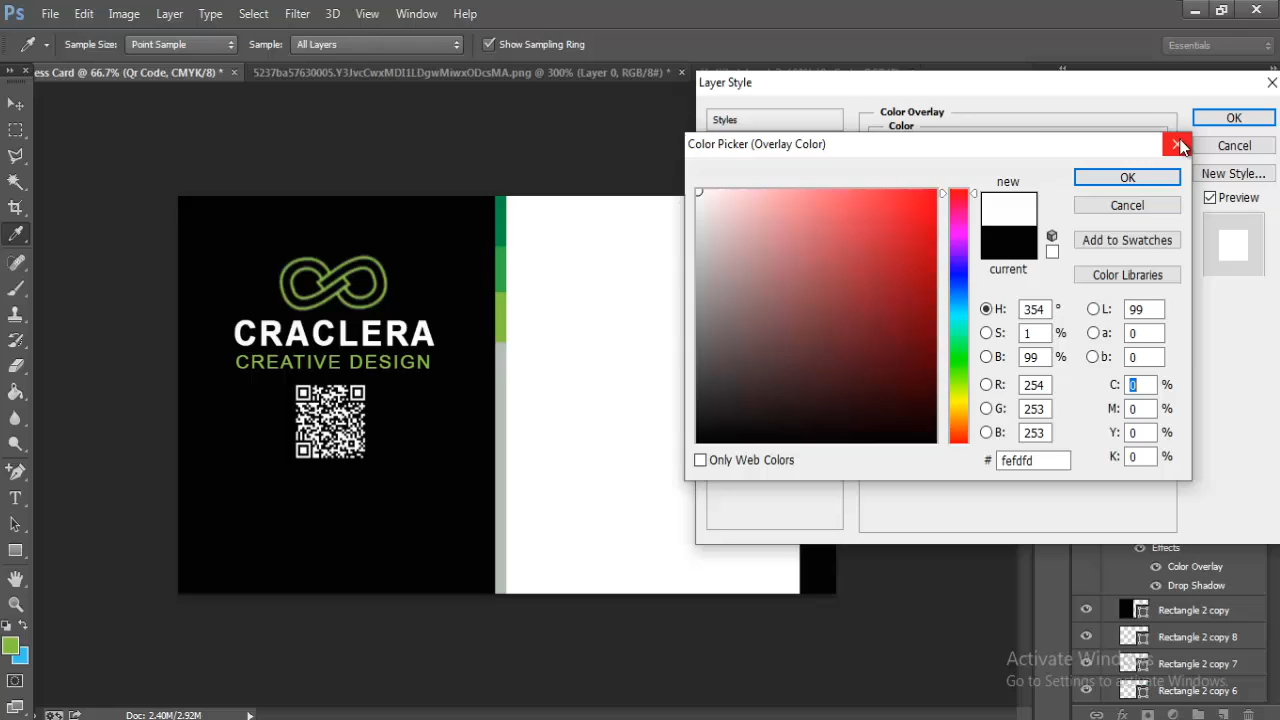 Ps File Edit Image Layer Type Select Filter 3D View Window Help
Sample Size: Point Sample Sample: All Layers Show Sampling Ring Essentials
ess Card @ 66.7% (Qr Code, CMYK/8) * × 5237ba57630005.Y3JvcCwxMDI1LDgwMiwxODcsMA.png @ 300% (Layer 0, RGB/8#) * ×
Layer Style
Styles
Color Overlay
Color
OK
Cancel
New Style...
Preview
Color Picker (Overlay Color)
new
current
OK
Cancel
Add to Swatches
Color Libraries
H: 354 °
S: 1 %
B: 99 %
R: 254
G: 253
B: 253
L: 99
a: 0
b: 0
C: 0 %
M: 0 %
Y: 0 %
K: 0 %
# fefdfd
Only Web Colors
CRACLERA
CREATIVE DESIGN
Effects
Color Overlay
Drop Shadow
Rectangle 2 copy
Rectangle 2 copy 8
Rectangle 2 copy 7
Rectangle 2 copy 6
Activate Windows
Go to Settings to activate Windows.
Doc: 2.40M/2.92M